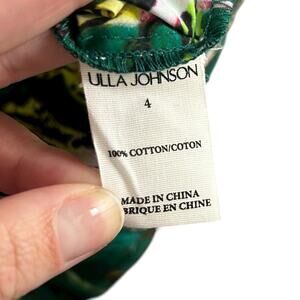 ULLA JOHNSON
4
100% COTTON/COTON
MADE IN CHINA
BRIQUE EN CHINE